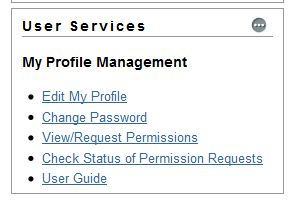 User Services
My Profile Management
Edit My Profile
Change Password
View/Request Permissions
Check Status of Permission Requests
User Guide